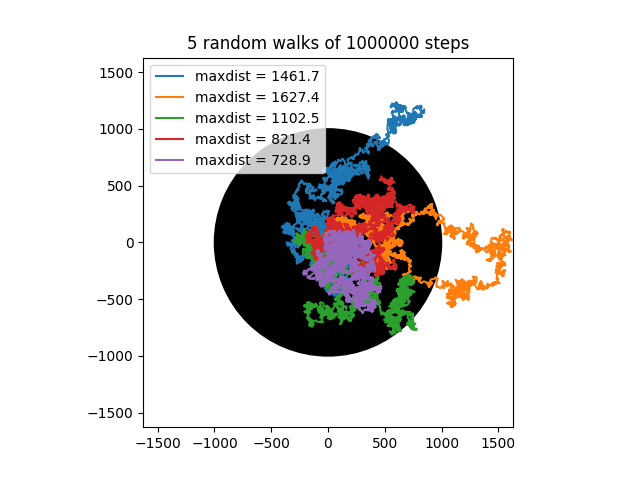 5 random walks of 1000000 steps
maxdist = 1461.7
maxdist = 1627.4
maxdist = 1102.5
maxdist = 821.4
maxdist = 728.9
1500
1000
500
0
−500
−1000
−1500
−1500 −1000 −500 0 500 1000 1500